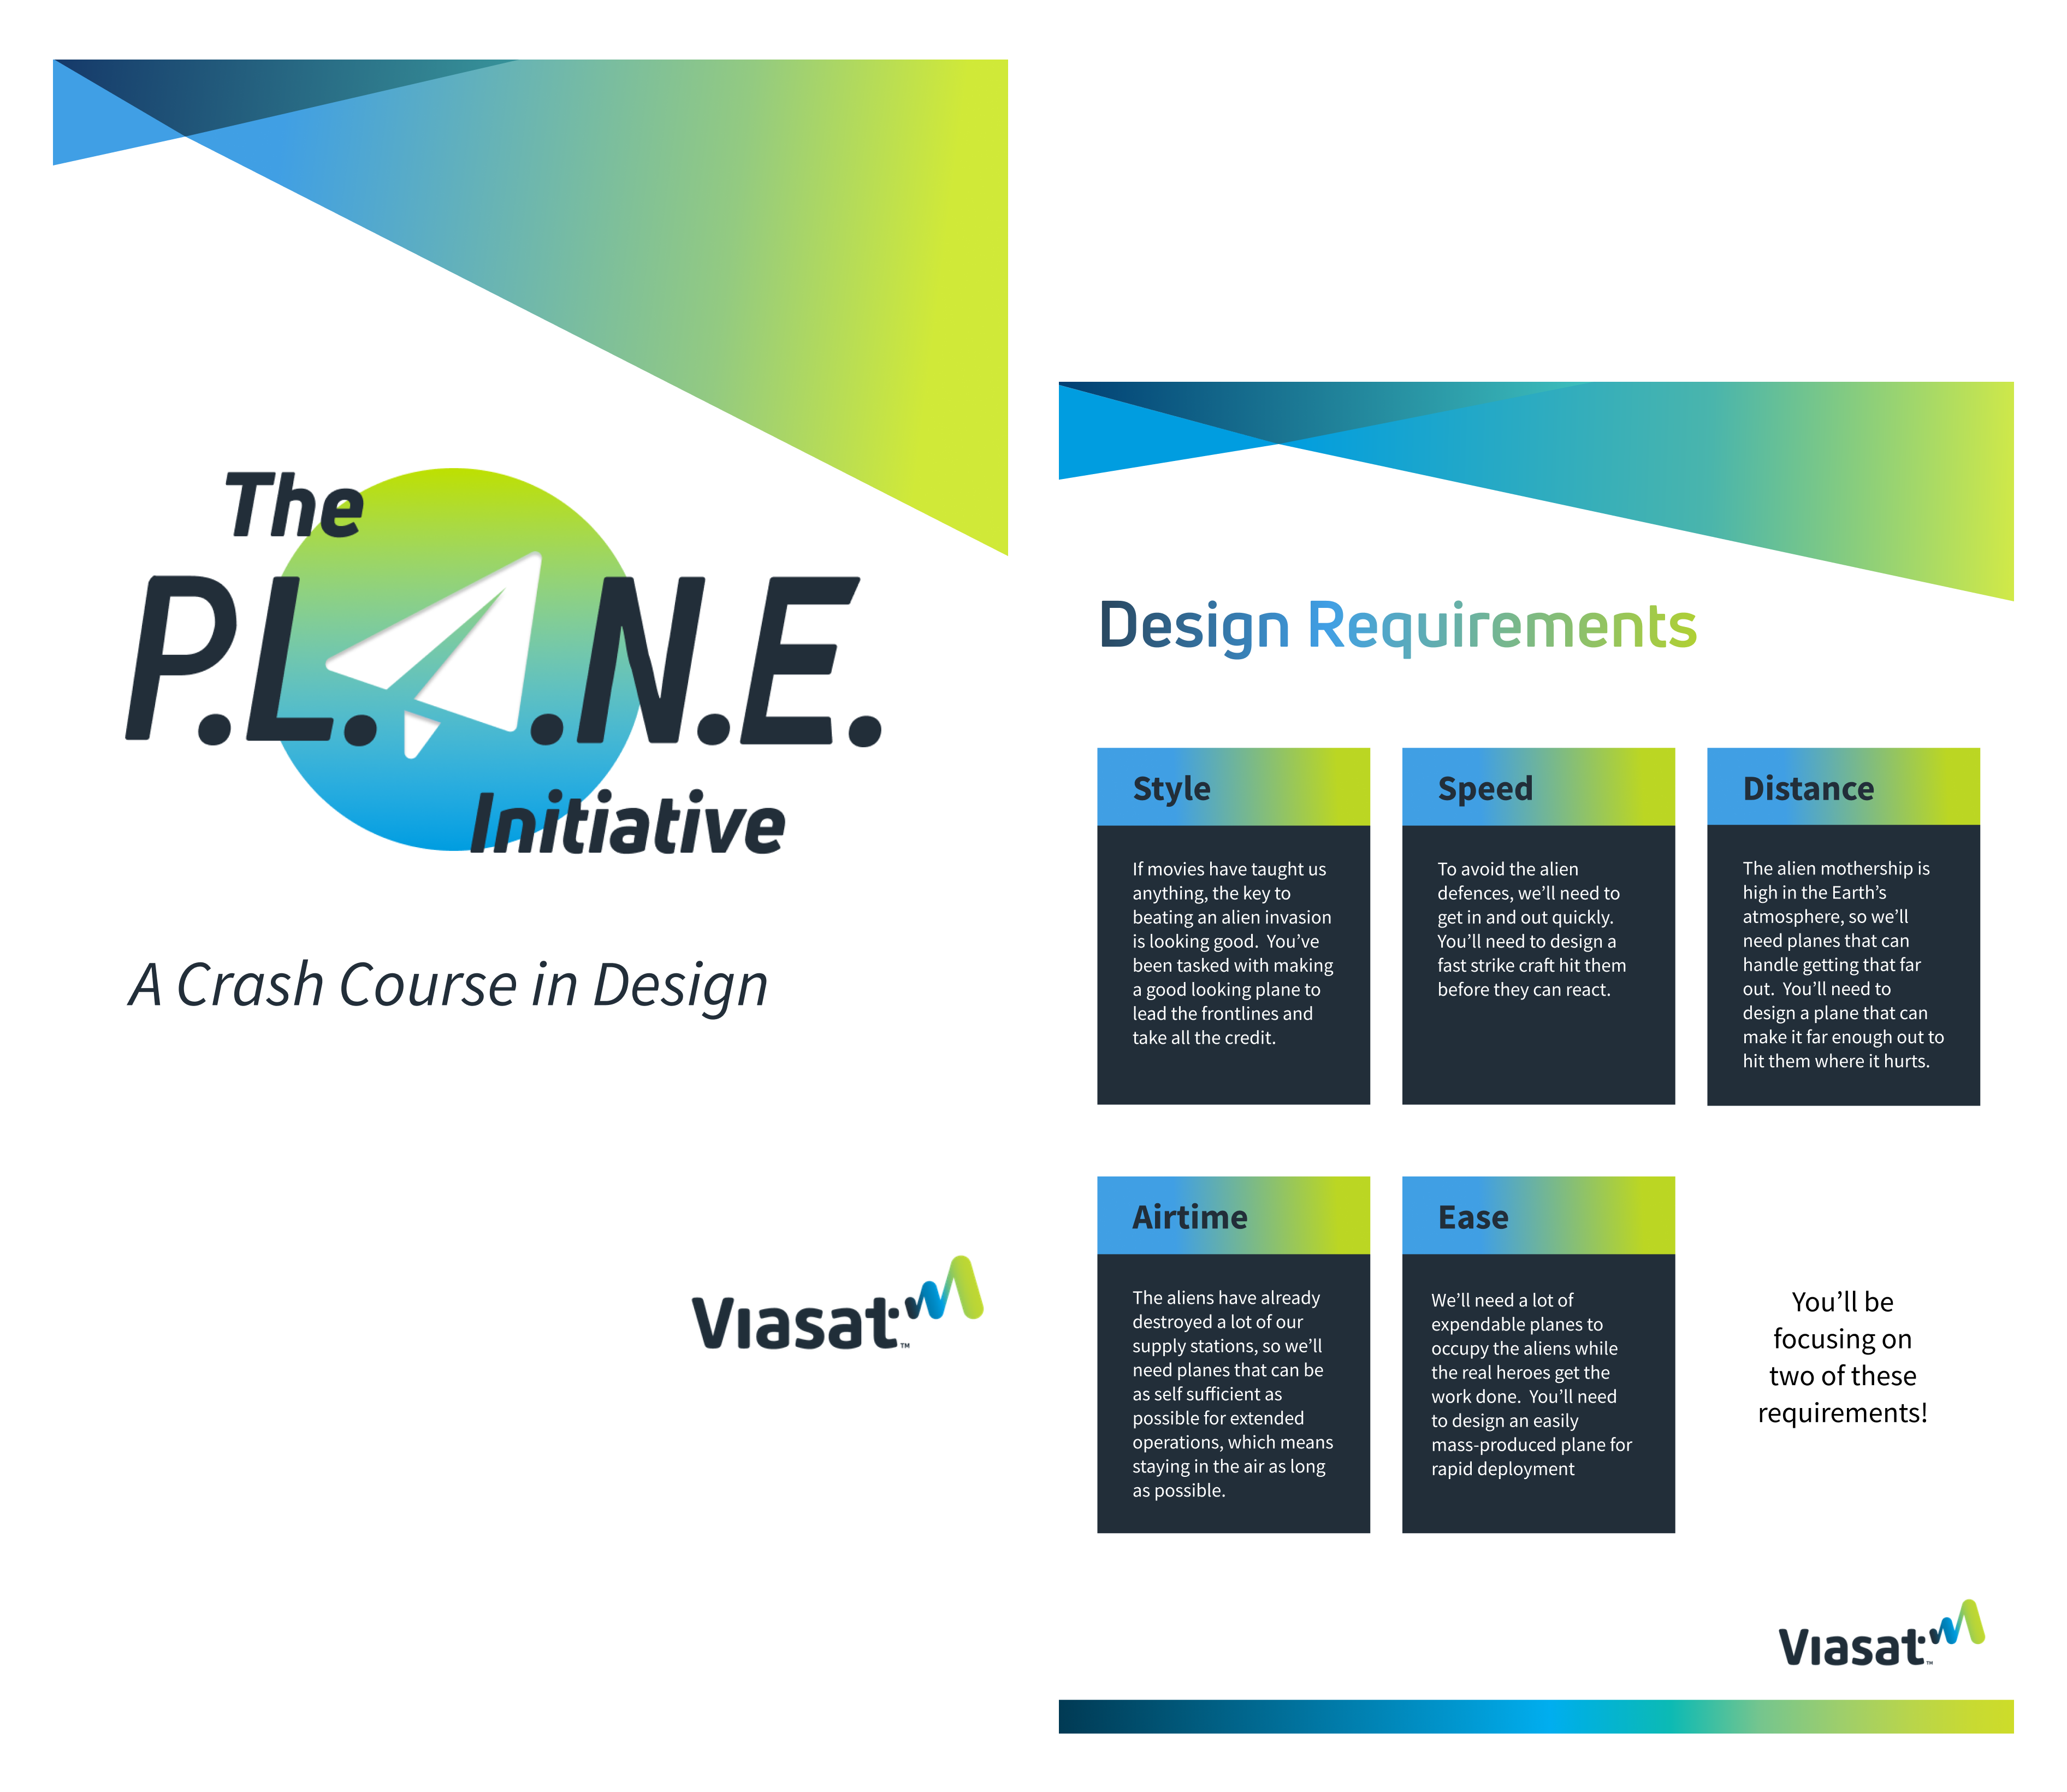 The
P.L.A.N.E.
Initiative
A Crash Course in Design
Viasat™
Design Requirements
Style
If movies have taught us
anything, the key to
beating an alien invasion
is looking good.  You’ve
been tasked with making
a good looking plane to
lead the frontlines and
take all the credit.
Speed
To avoid the alien
defences, we’ll need to
get in and out quickly.
You’ll need to design a
fast strike craft hit them
before they can react.
Distance
The alien mothership is
high in the Earth’s
atmosphere, so we’ll
need planes that can
handle getting that far
out.  You’ll need to
design a plane that can
make it far enough out to
hit them where it hurts.
Airtime
The aliens have already
destroyed a lot of our
supply stations, so we’ll
need planes that can be
as self sufficient as
possible for extended
operations, which means
staying in the air as long
as possible.
Ease
We’ll need a lot of
expendable planes to
occupy the aliens while
the real heroes get the
work done.  You’ll need
to design an easily
mass-produced plane for
rapid deployment
You’ll be
focusing on
two of these
requirements!
Viasat™